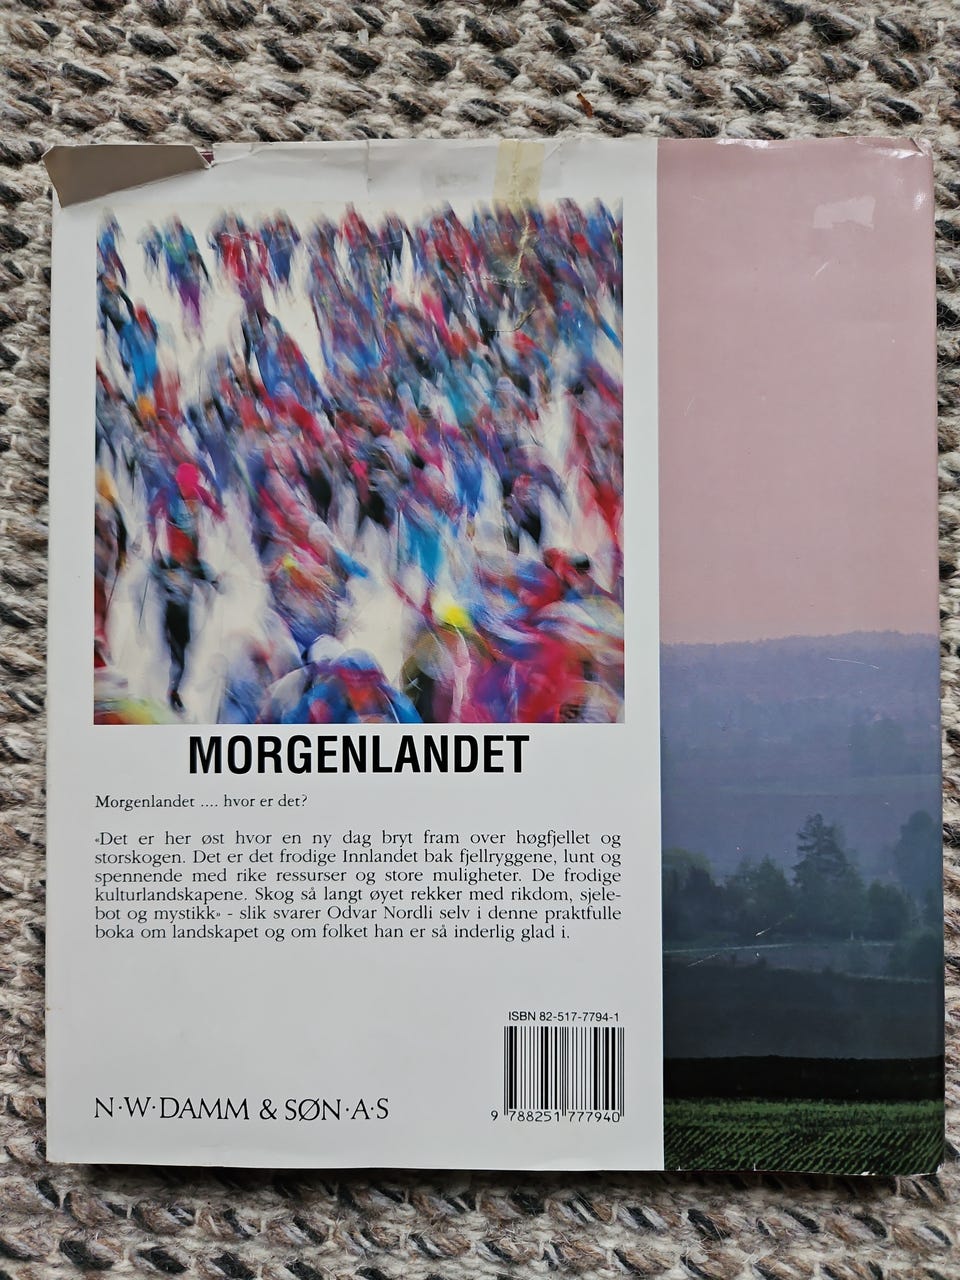 MORGENLANDET
Morgenlandet .... hvor er det?
«Det er her øst hvor en ny dag bryt fram over høgfjellet og
storskogen. Det er det frodige Innlandet bak fjellryggene, lunt og
spennende med rike ressurser og store muligheter. De frodige
kulturlandskapene. Skog så langt øyet rekker med rikdom, sjele-
bot og mystikk» - slik svarer Odvar Nordli selv i denne praktfulle
boka om landskapet og om folket han er så inderlig glad i.
ISBN 82-517-7794-1
9 788251 777940
N·W·DAMM & SØN·A·S